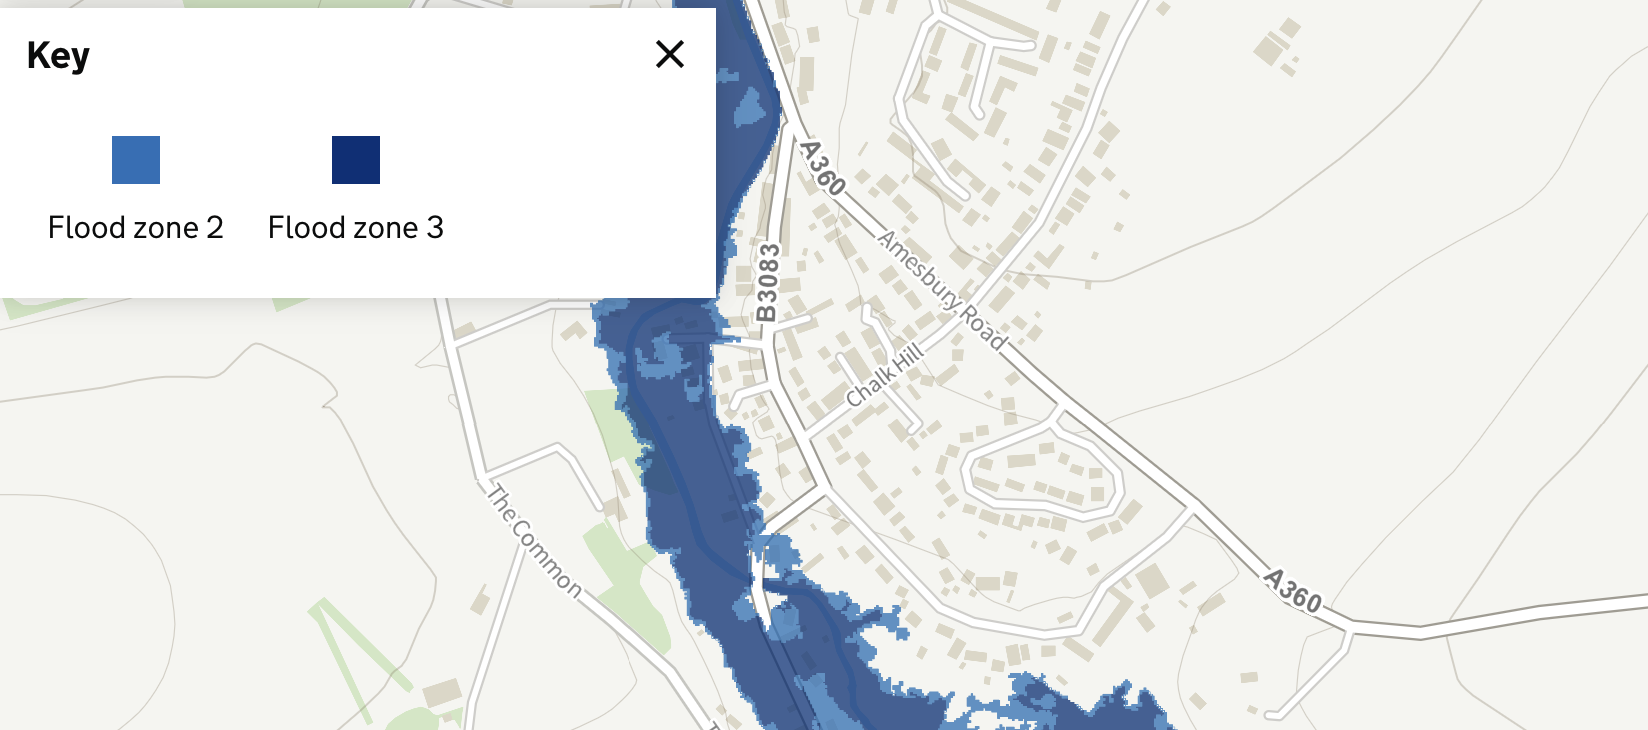 Key
Flood zone 2
Flood zone 3
A360
B3083
Amesbury Road
Chalk Hill
The Common
A360